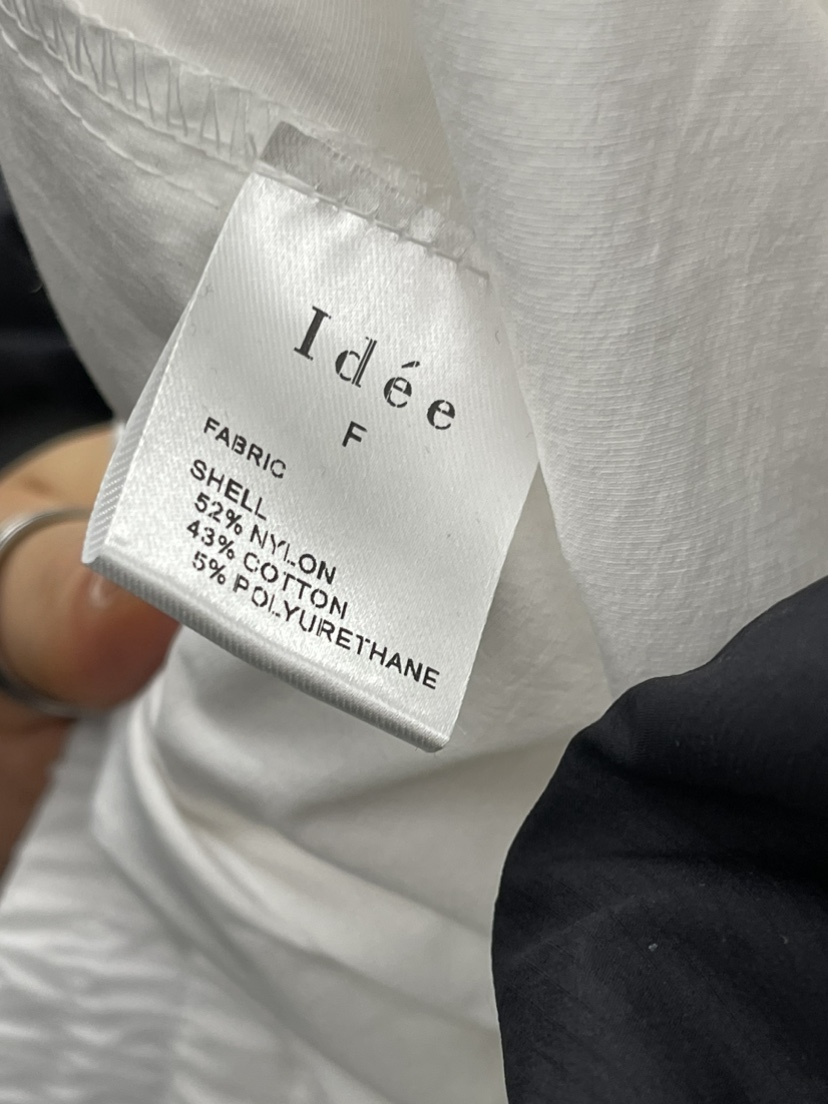 Idée
F
FABRIC
SHELL
52% NYLON
43% COTTON
5% POLYURETHANE